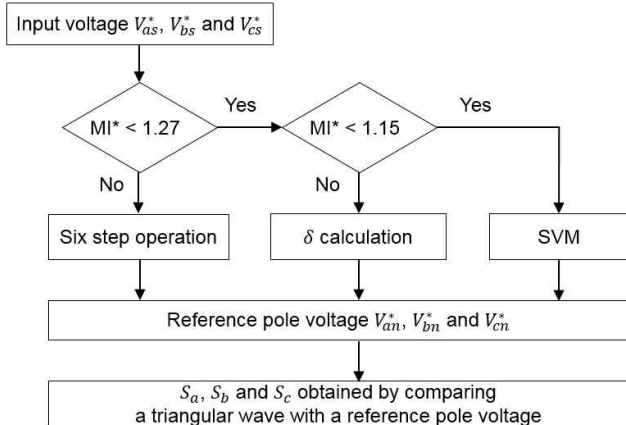 Input voltage V*as, V*bs and V*cs
Yes
Yes
MI* < 1.27
MI* < 1.15
No
No
Six step operation
δ calculation
SVM
Reference pole voltage V*an, V*bn and V*cn
Sa, Sb and Sc obtained by comparing
a triangular wave with a reference pole voltage